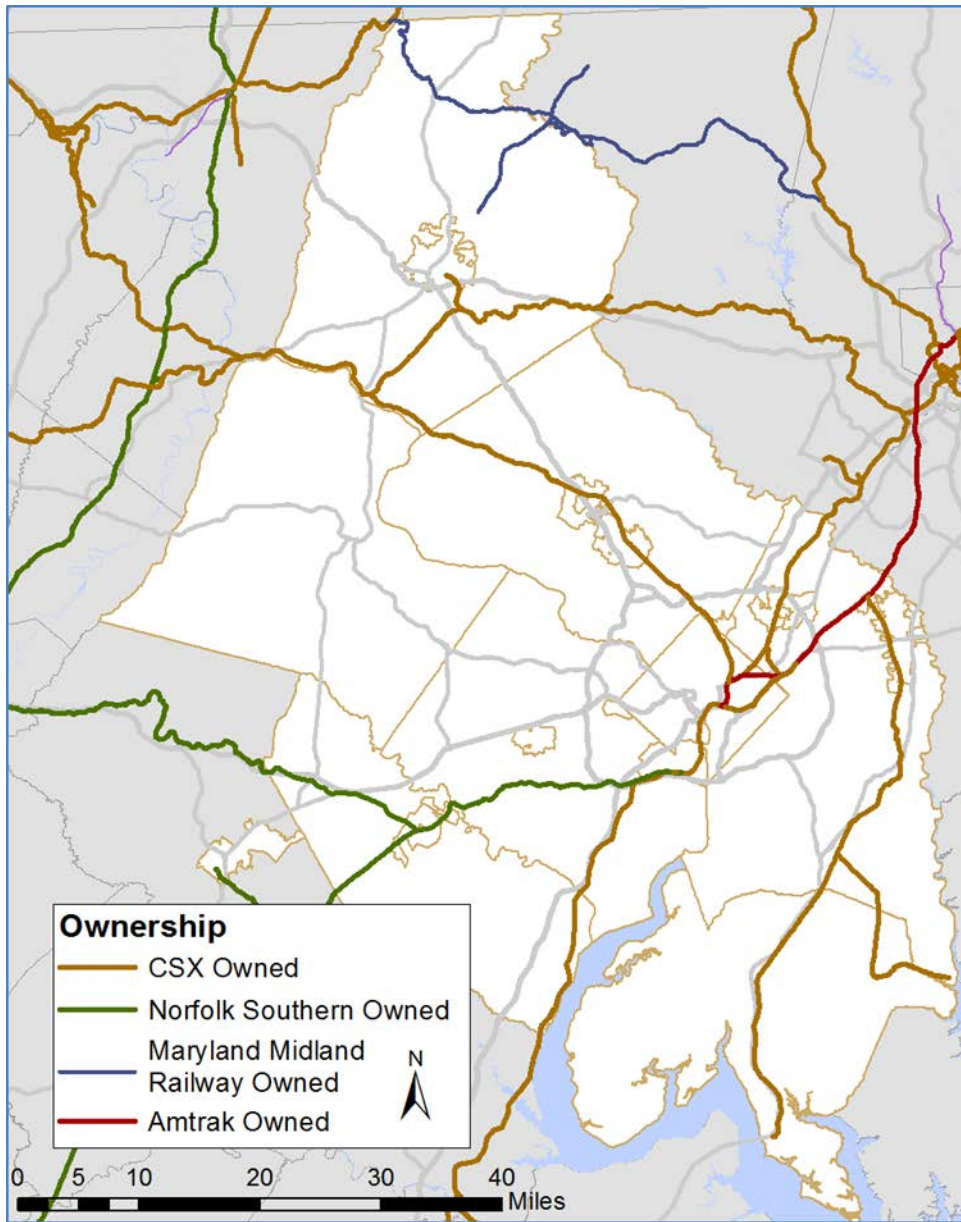 Ownership
CSX Owned
Norfolk Southern Owned
Maryland Midland
Railway Owned
Amtrak Owned
N
0 5 10 20 30 40
Miles